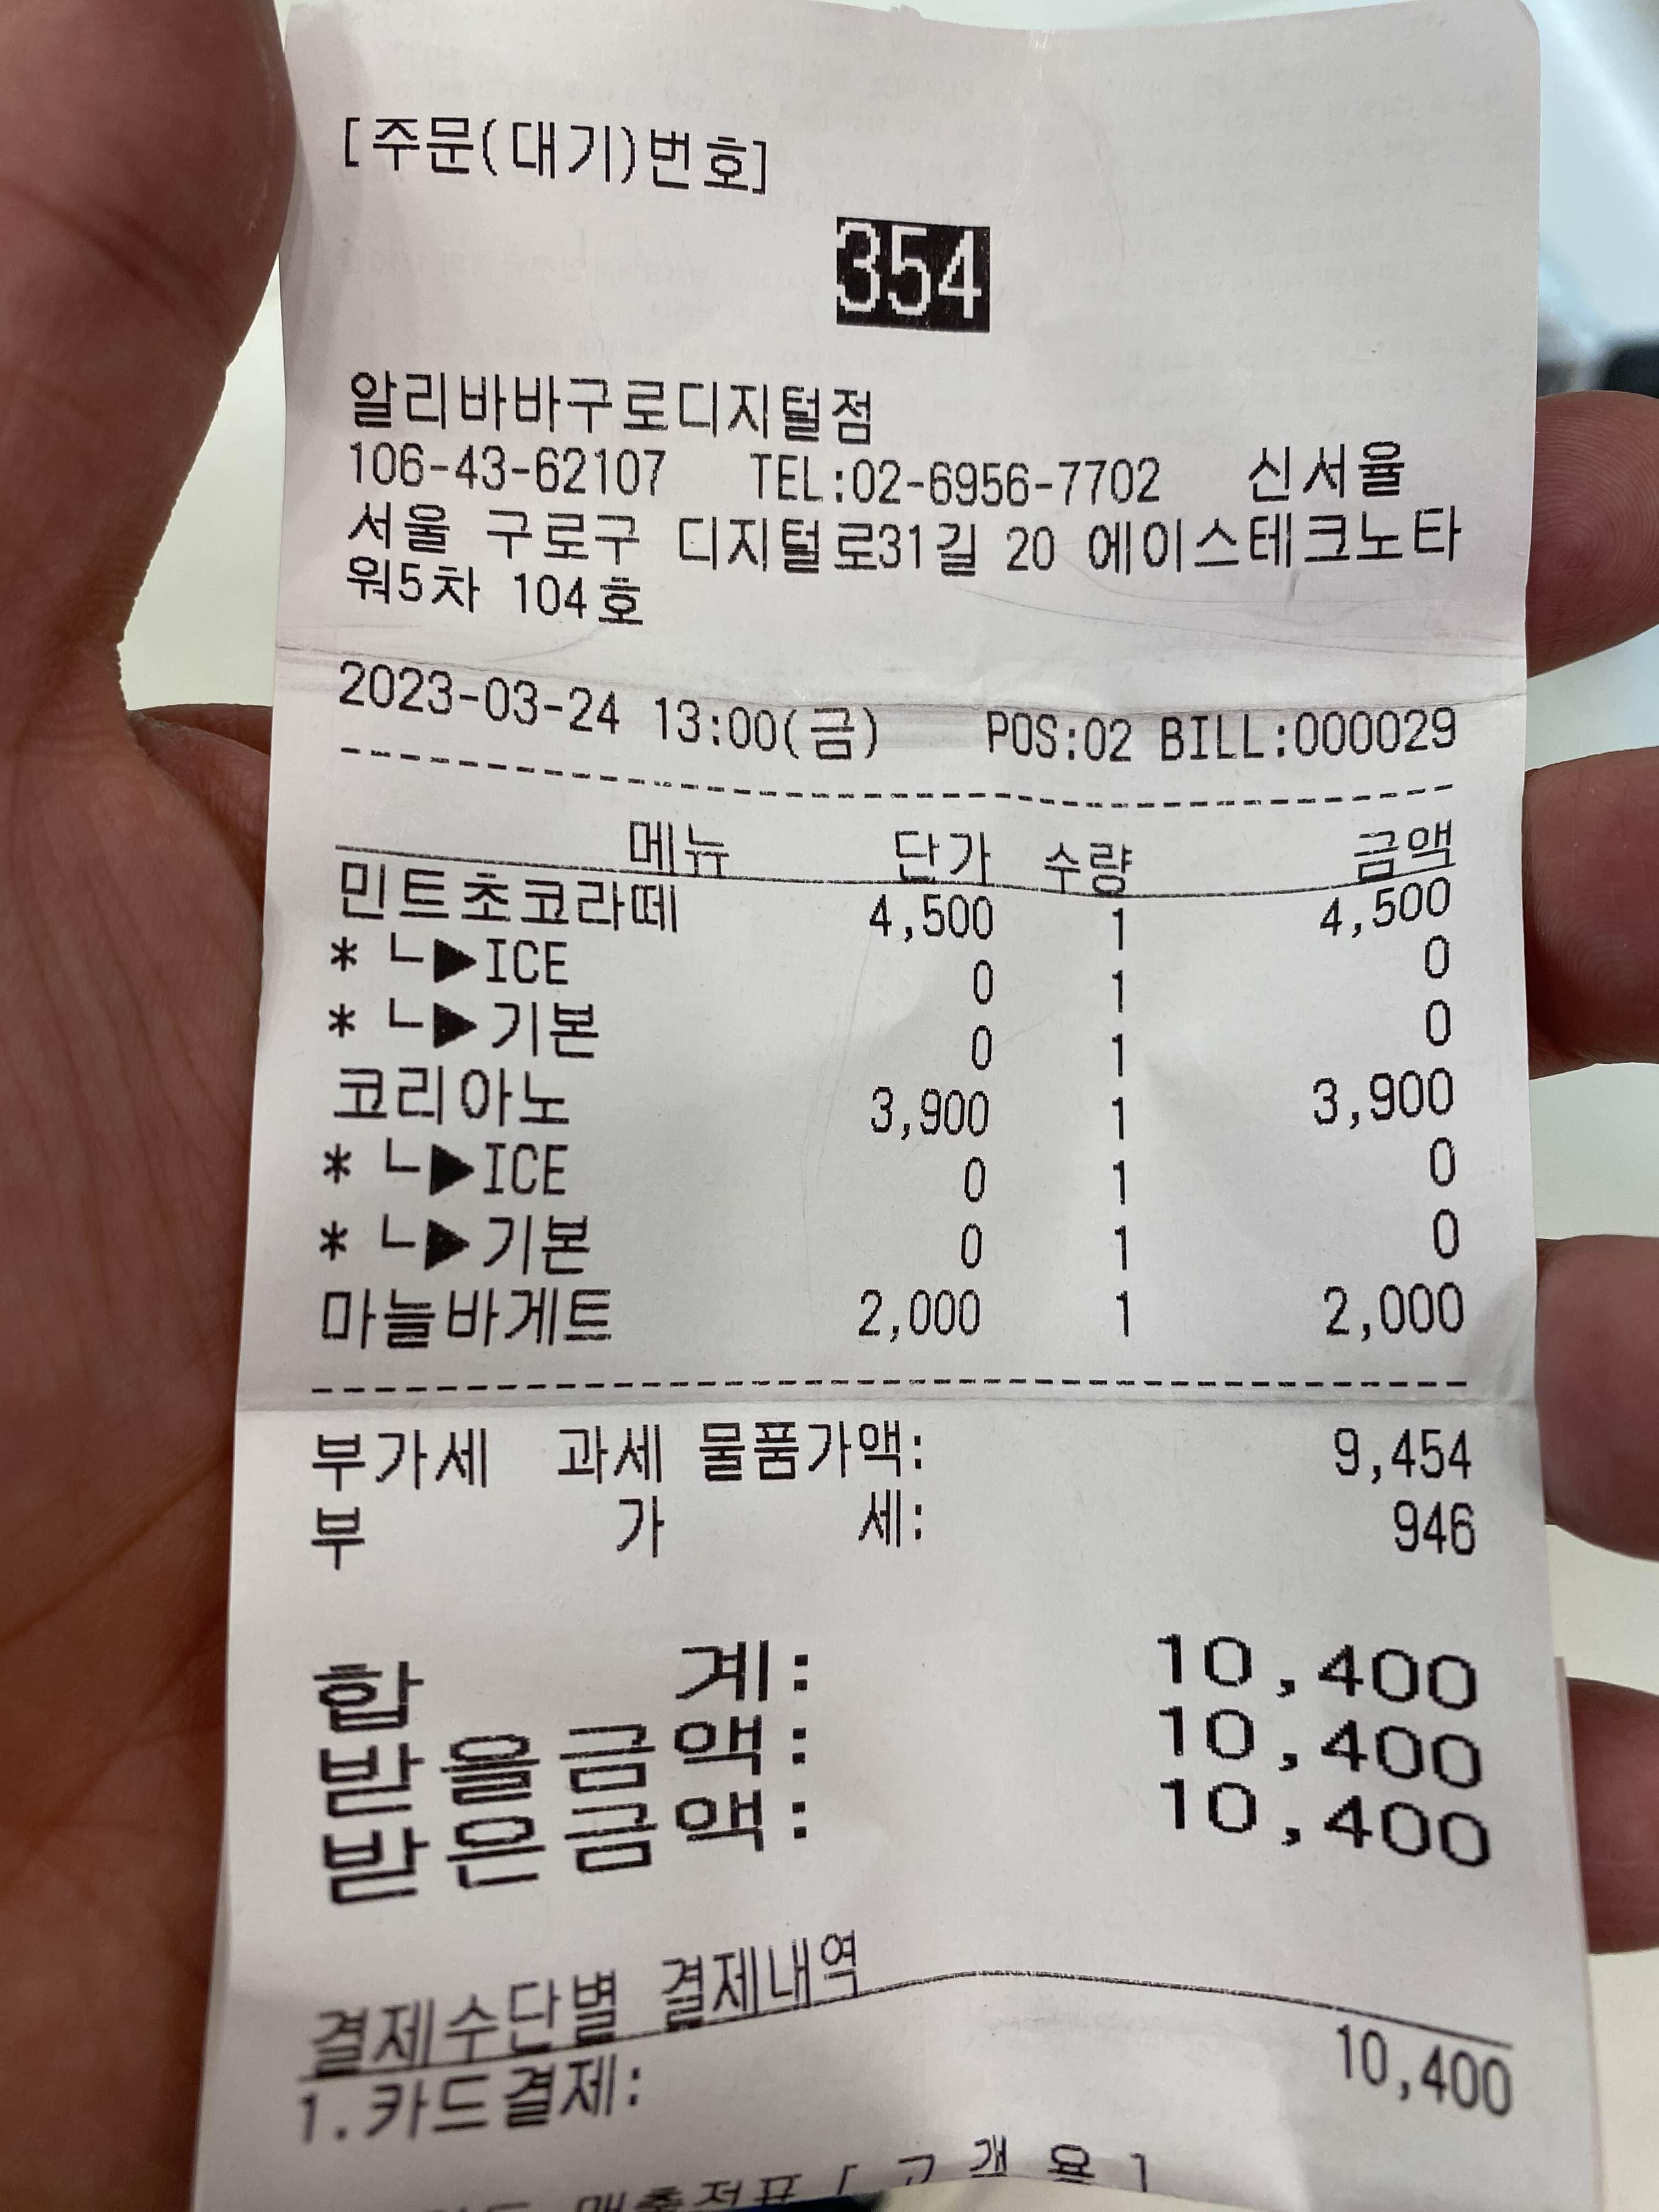 [주문(대기)번호]
354
알리바바구로디지털점
106-43-62107 TEL:02-6956-7702 신서율
서울 구로구 디지털로31길 20 에이스테크노타
워5차 104호
2023-03-24 13:00(금) POS:02 BILL:000029
메뉴 단가 수량 금액
민트초코라떼 4,500 1 4,500
* ㄴ▶ICE 0 1 0
* ㄴ▶기본 0 1 0
코리아노 3,900 1 3,900
* ㄴ▶ICE 0 1 0
* ㄴ▶기본 0 1 0
마늘바게트 2,000 1 2,000
부가세 과세 물품가액: 9,454
부 가 세: 946
합 계: 10,400
받을금액: 10,400
받은금액: 10,400
결제수단별 결제내역
1.카드결제: 10,400
매출전표 [ 고 객 용 ]